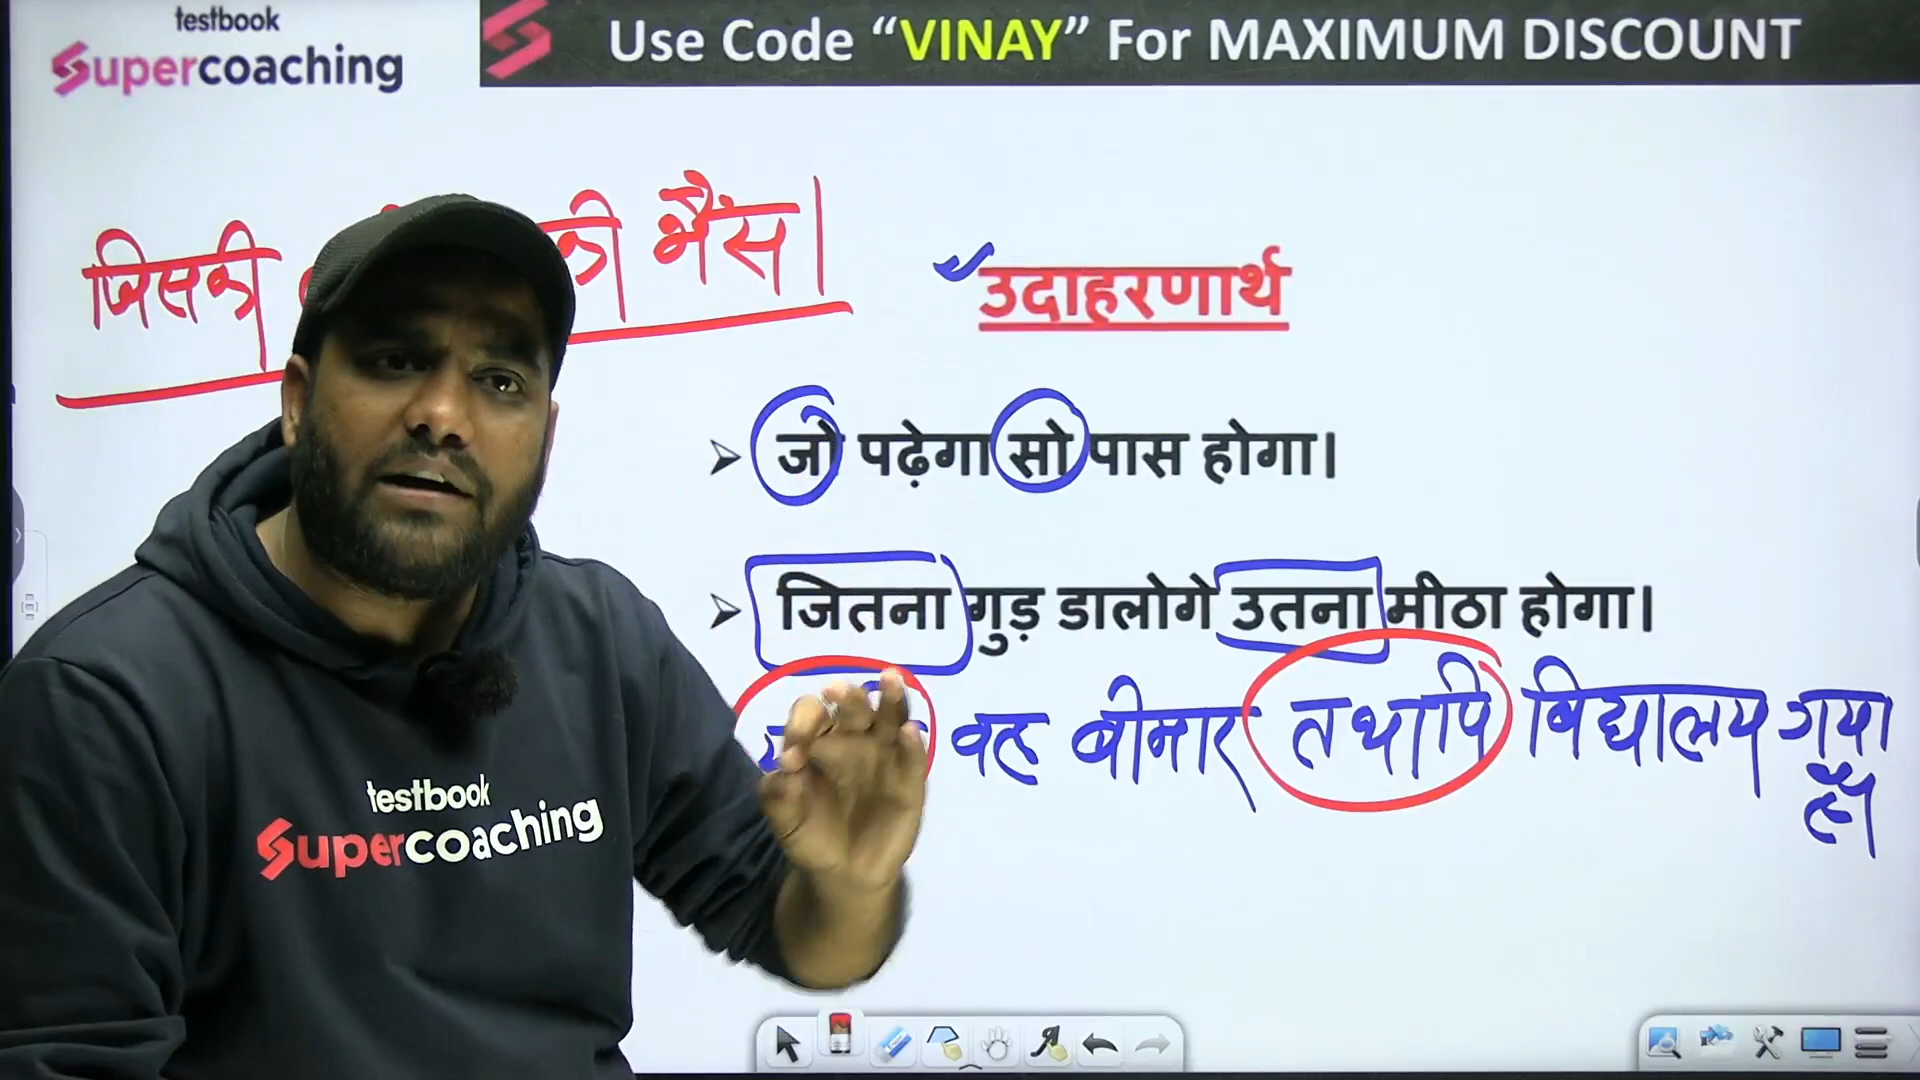 testbook
Supercoaching
Use Code “VINAY” For MAXIMUM DISCOUNT
जिसकी की भैंस।
उदाहरणार्थ
जो पढ़ेगा सो पास होगा।
जितना गुड़ डालोगे उतना मीठा होगा।
वह बीमार तथापि विद्यालय गया
है
testbook
Supercoaching